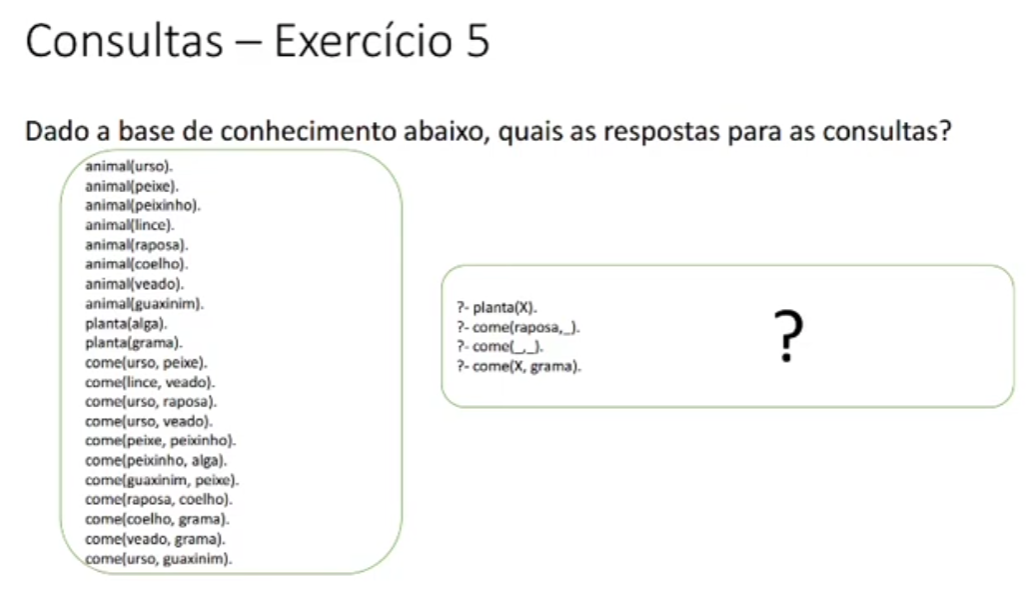 Consultas – Exercício 5
Dado a base de conhecimento abaixo, quais as respostas para as consultas?
animal(urso).
animal(peixe).
animal(peixinho).
animal(lince).
animal(raposa).
animal(coelho).
animal(veado).
animal(guaxinim).
planta(alga).
planta(grama).
come(urso, peixe).
come(lince, veado).
come(urso, raposa).
come(urso, veado).
come(peixe, peixinho).
come(peixinho, alga).
come(guaxinim, peixe).
come(raposa, coelho).
come(coelho, grama).
come(veado, grama).
come(urso, guaxinim).
?- planta(X).
?- come(raposa,_).
?- come(_,_).
?- come(X, grama).
?